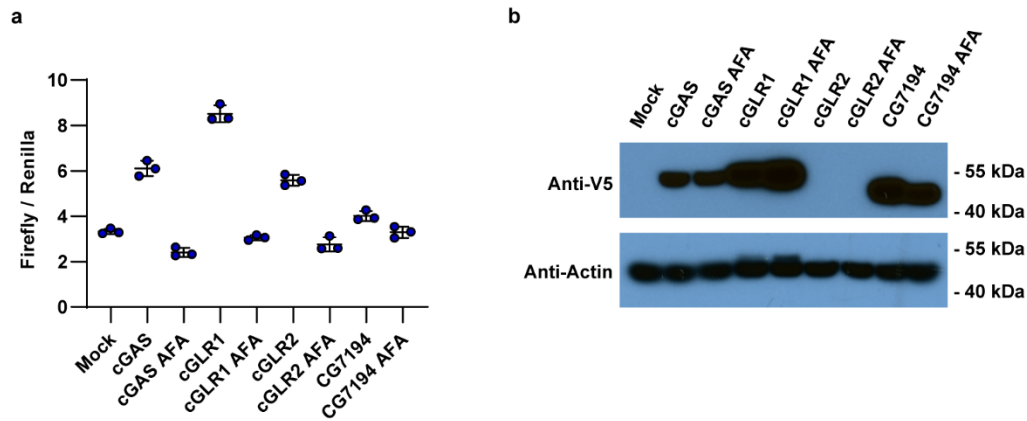 a
Firefly / Renilla
10
8
6
4
2
0
Mock
cGAS
cGAS AFA
cGLR1
cGLR1 AFA
cGLR2
cGLR2 AFA
CG7194
CG7194 AFA
b
Mock
cGAS
cGAS AFA
cGLR1
cGLR1 AFA
cGLR2
cGLR2 AFA
CG7194
CG7194 AFA
Anti-V5
- 55 kDa
- 40 kDa
Anti-Actin
- 55 kDa
- 40 kDa